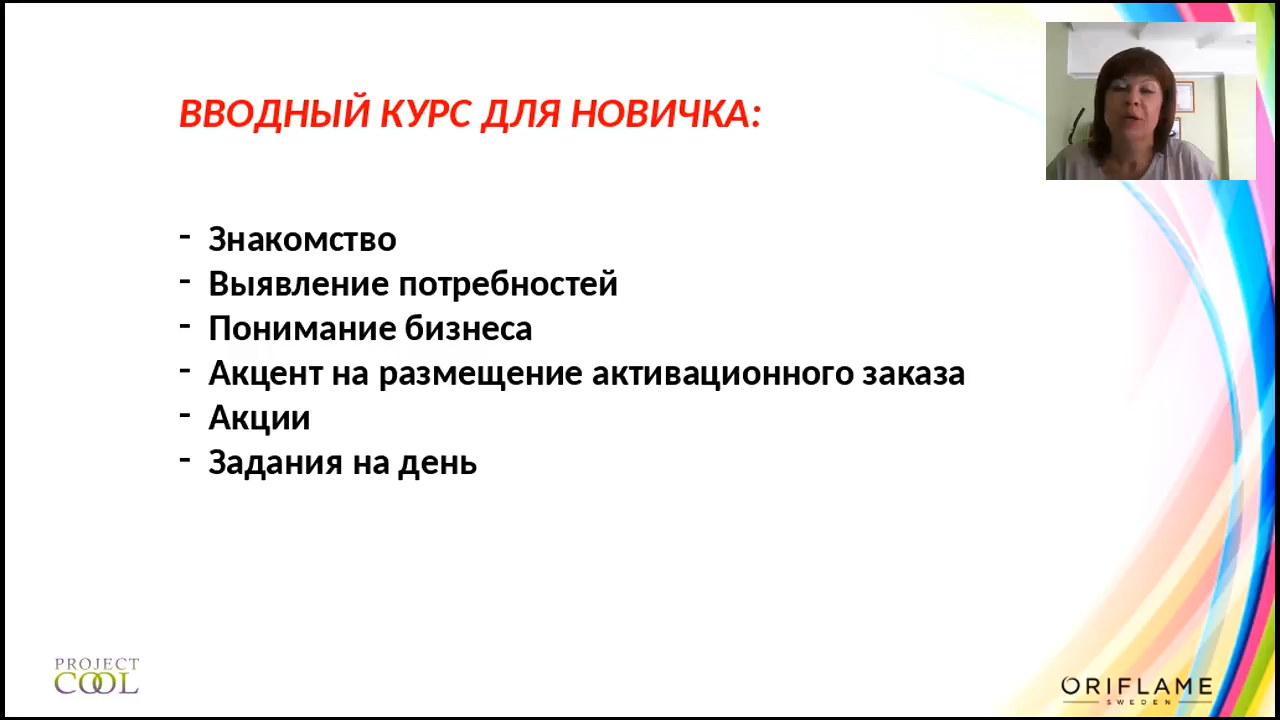 ВВОДНЫЙ КУРС ДЛЯ НОВИЧКА:
- Знакомство
- Выявление потребностей
- Понимание бизнеса
- Акцент на размещение активационного заказа
- Акции
- Задания на день
PROJECT
COOL
ORIFLAME
SWEDEN